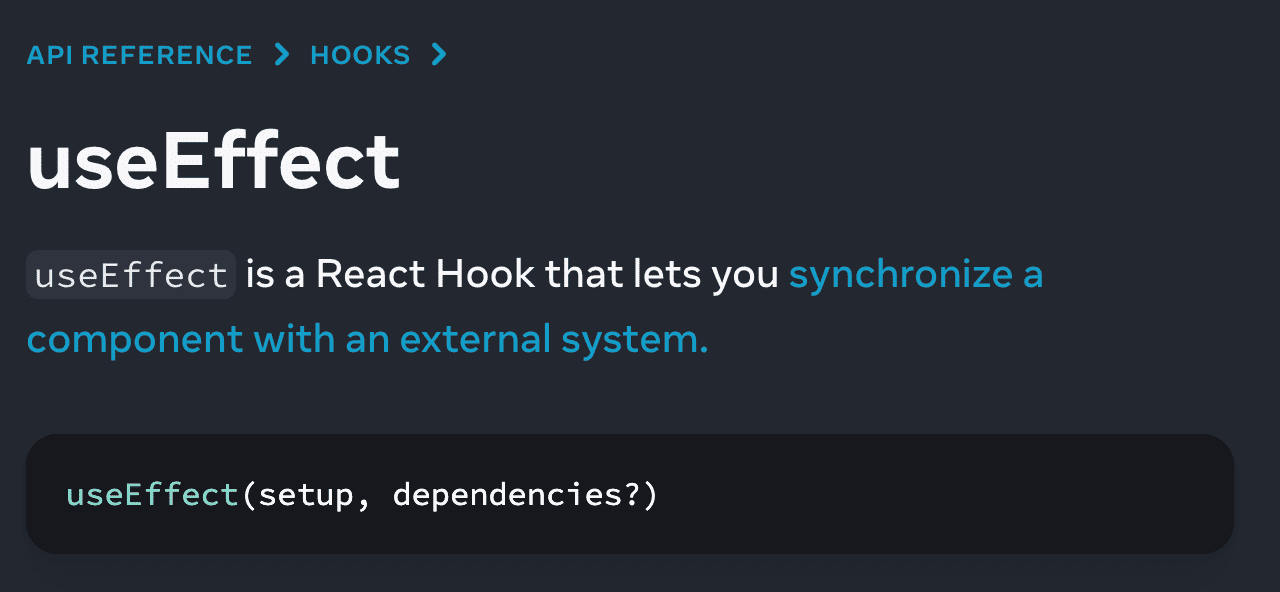 API REFERENCE > HOOKS >
useEffect
useEffect is a React Hook that lets you synchronize a
component with an external system.
useEffect(setup, dependencies?)